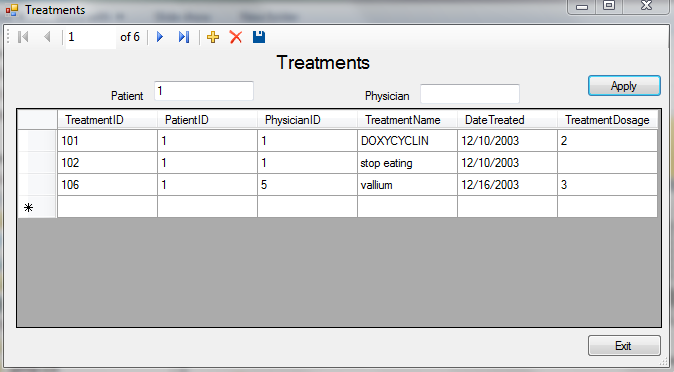 Treatments
1 of 6
Treatments
Patient 1 Physician Apply
TreatmentID PatientID PhysicianID TreatmentName DateTreated TreatmentDosage
101 1 1 DOXYCYCLIN 12/10/2003 2
102 1 1 stop eating 12/10/2003
106 1 5 vallium 12/16/2003 3
Exit